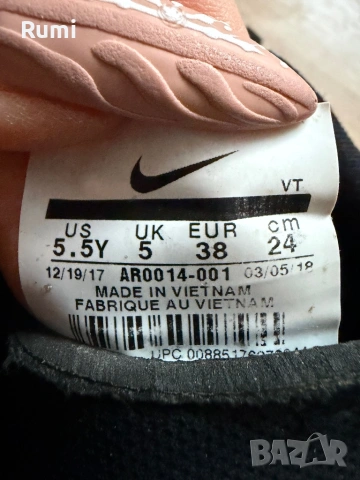 Rumi
VT
US UK EUR cm
5.5Y 5 38 24
12/19/17 AR0014-001 03/05/18
MADE IN VIETNAM
FABRIQUE AU VIETNAM
UPC
BAZAR